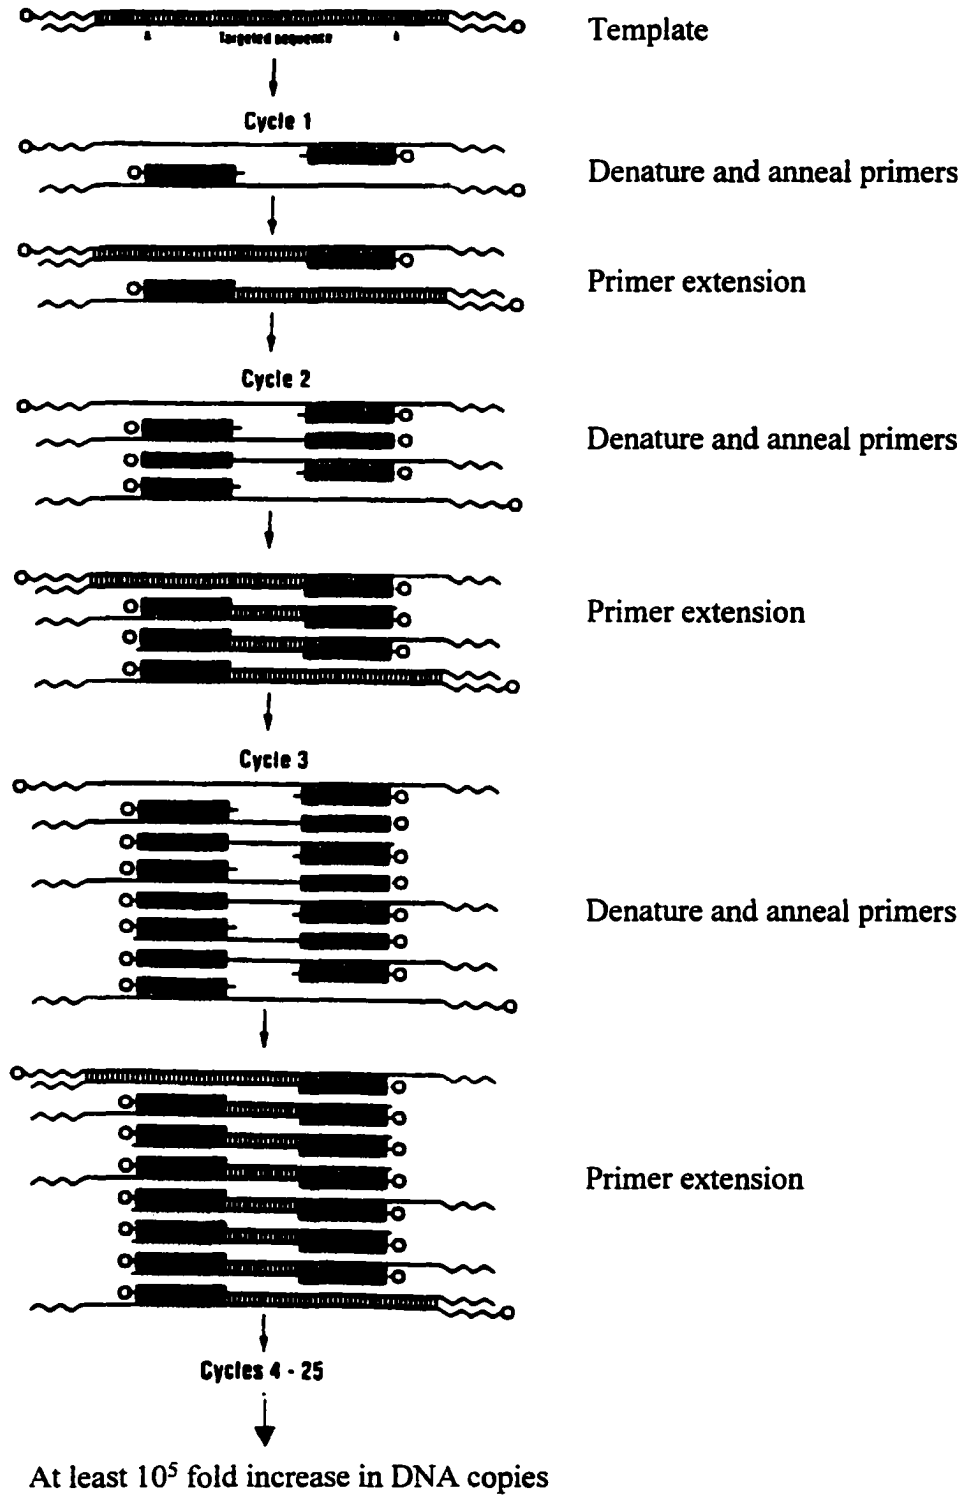 Template
Targeted sequence
Cycle 1
Denature and anneal primers
Primer extension
Cycle 2
Denature and anneal primers
Primer extension
Cycle 3
Denature and anneal primers
Primer extension
Cycles 4 - 25
At least 10⁵ fold increase in DNA copies